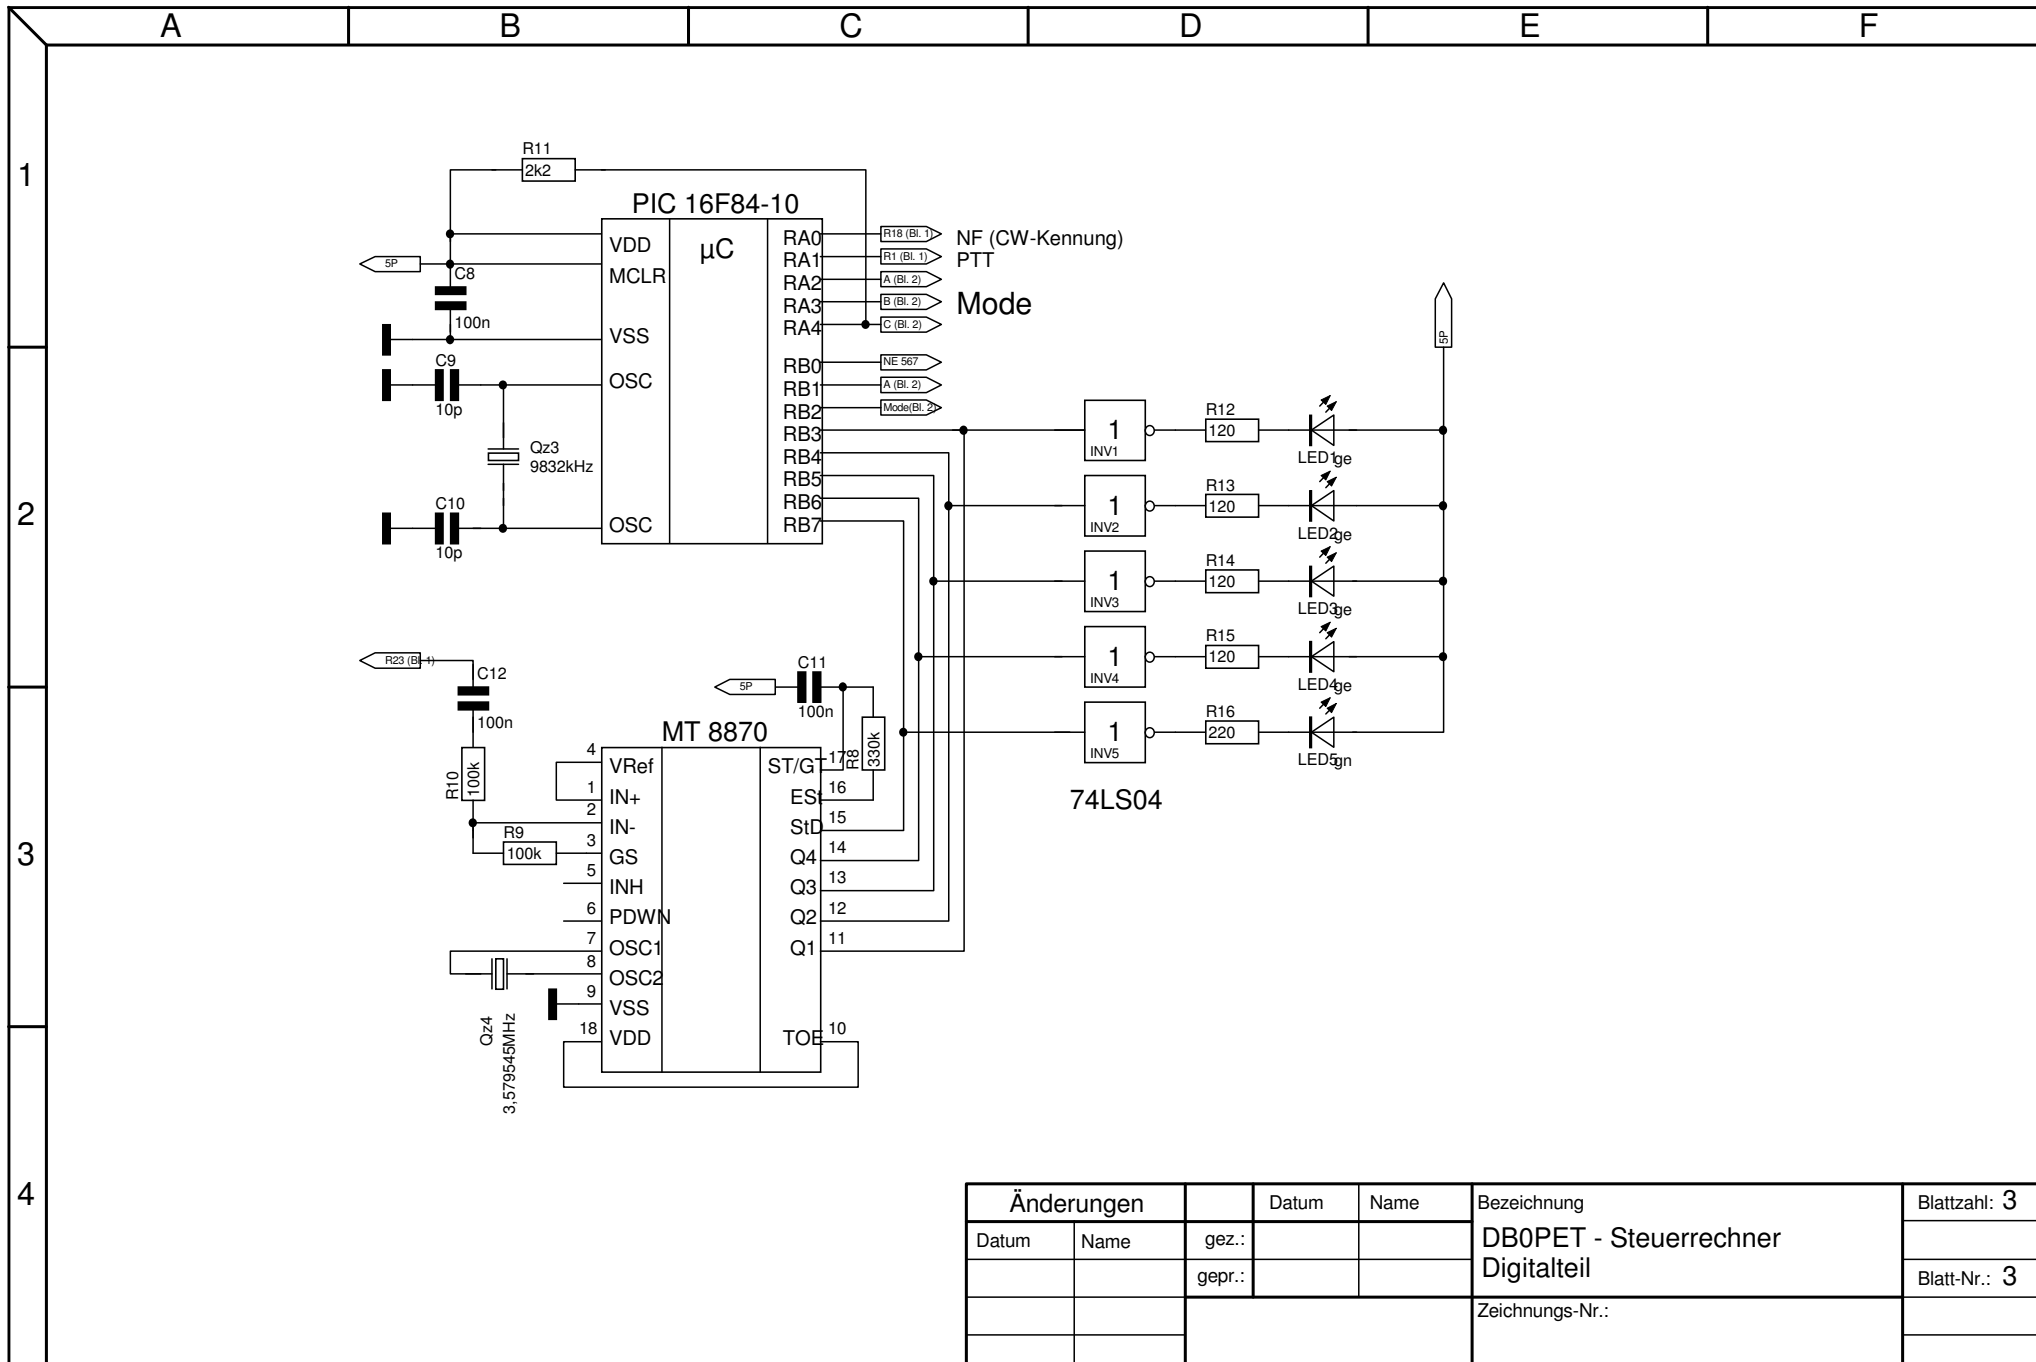 A B C D E F
1
2
3
4
R11
2k2
PIC 16F84-10
µC
VDD
MCLR
VSS
OSC
OSC
RA0
RA1
RA2
RA3
RA4
RB0
RB1
RB2
RB3
RB4
RB5
RB6
RB7
R18 (Bl. 1)
R1 (Bl. 1)
A (Bl. 2)
B (Bl. 2)
C (Bl. 2)
NE 567
A (Bl. 2)
Mode(Bl. 2)
NF (CW-Kennung)
PTT
Mode
5P
C8
100n
C9
10p
Qz3
9832kHz
C10
10p
5P
1
INV1
R12
120
LED1 ge
1
INV2
R13
120
LED2 ge
1
INV3
R14
120
LED3 ge
1
INV4
R15
120
LED4 ge
1
INV5
R16
220
LED5 gn
74LS04
R23 (Bl. 1)
C12
100n
R10
100k
R9
100k
5P
C11
100n
R8
330k
MT 8870
4 VRef
1 IN+
2 IN-
3 GS
5 INH
6 PDWN
7 OSC1
8 OSC2
9 VSS
18 VDD
ST/GT 17
ESt 16
StD 15
Q4 14
Q3 13
Q2 12
Q1 11
TOE 10
Qz4
3,579545MHz
Änderungen
Datum Name
Datum Name
gez.:
gepr.:
Bezeichnung
DB0PET - Steuerrechner
Digitalteil
Zeichnungs-Nr.:
Blattzahl: 3
Blatt-Nr.: 3